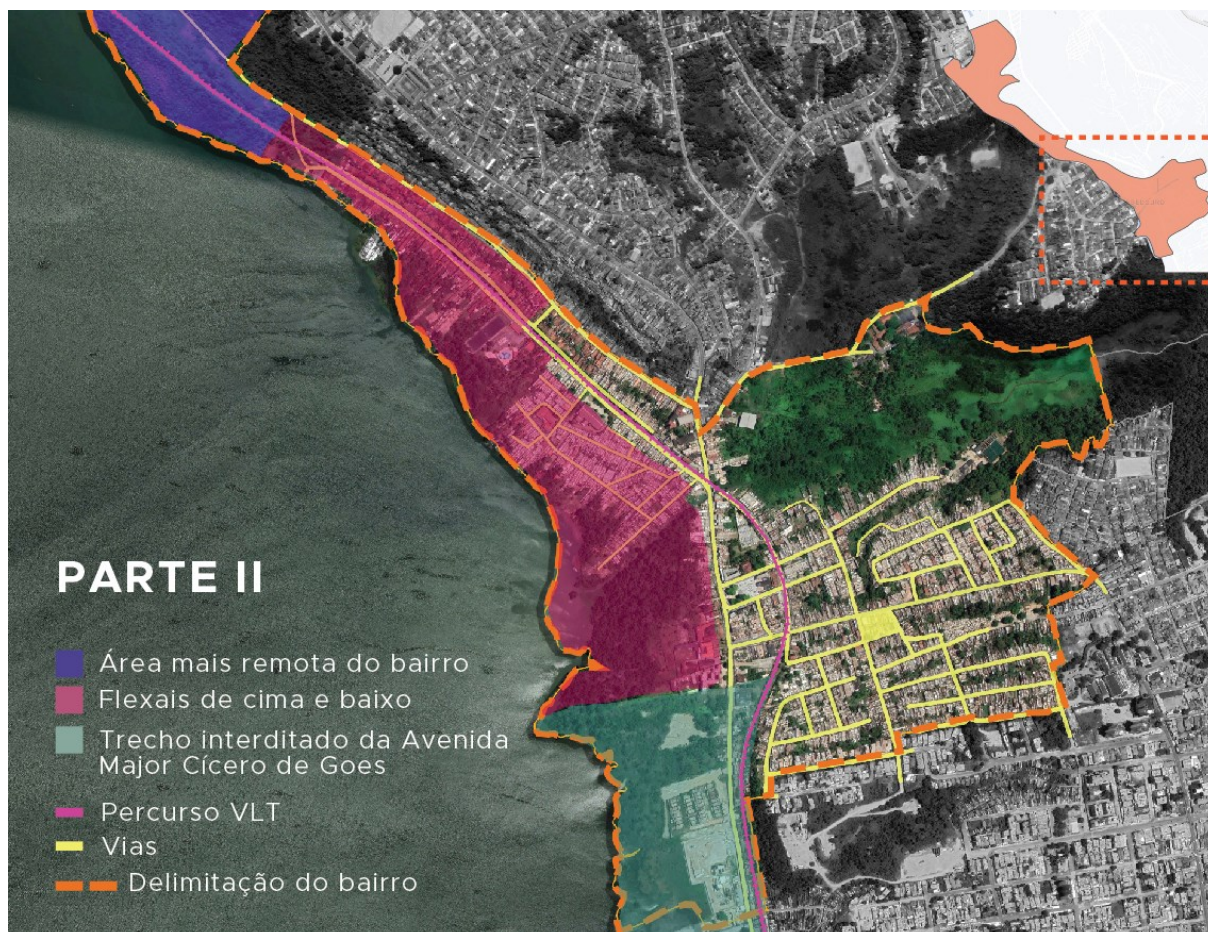 PARTE II
Área mais remota do bairro
Flexais de cima e baixo
Trecho interditado da Avenida
Major Cícero de Goes
Percurso VLT
Vias
Delimitação do bairro